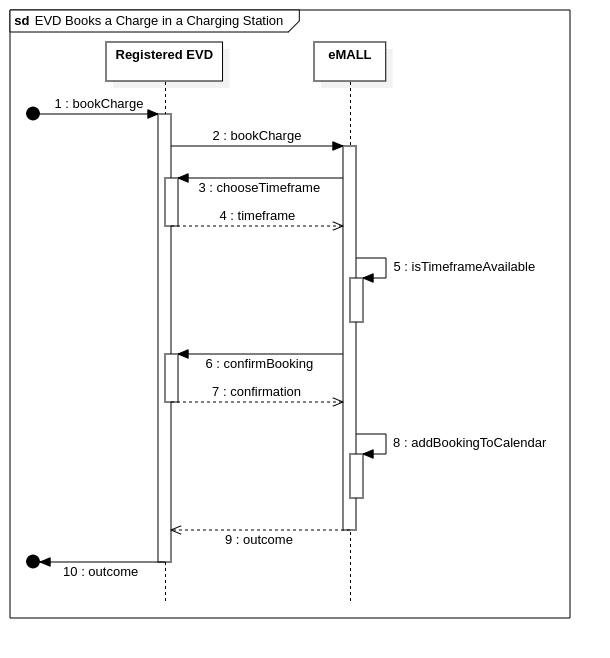 sd EVD Books a Charge in a Charging Station
Registered EVD
eMALL
1 : bookCharge
2 : bookCharge
3 : chooseTimeframe
4 : timeframe
5 : isTimeframeAvailable
6 : confirmBooking
7 : confirmation
8 : addBookingToCalendar
9 : outcome
10 : outcome